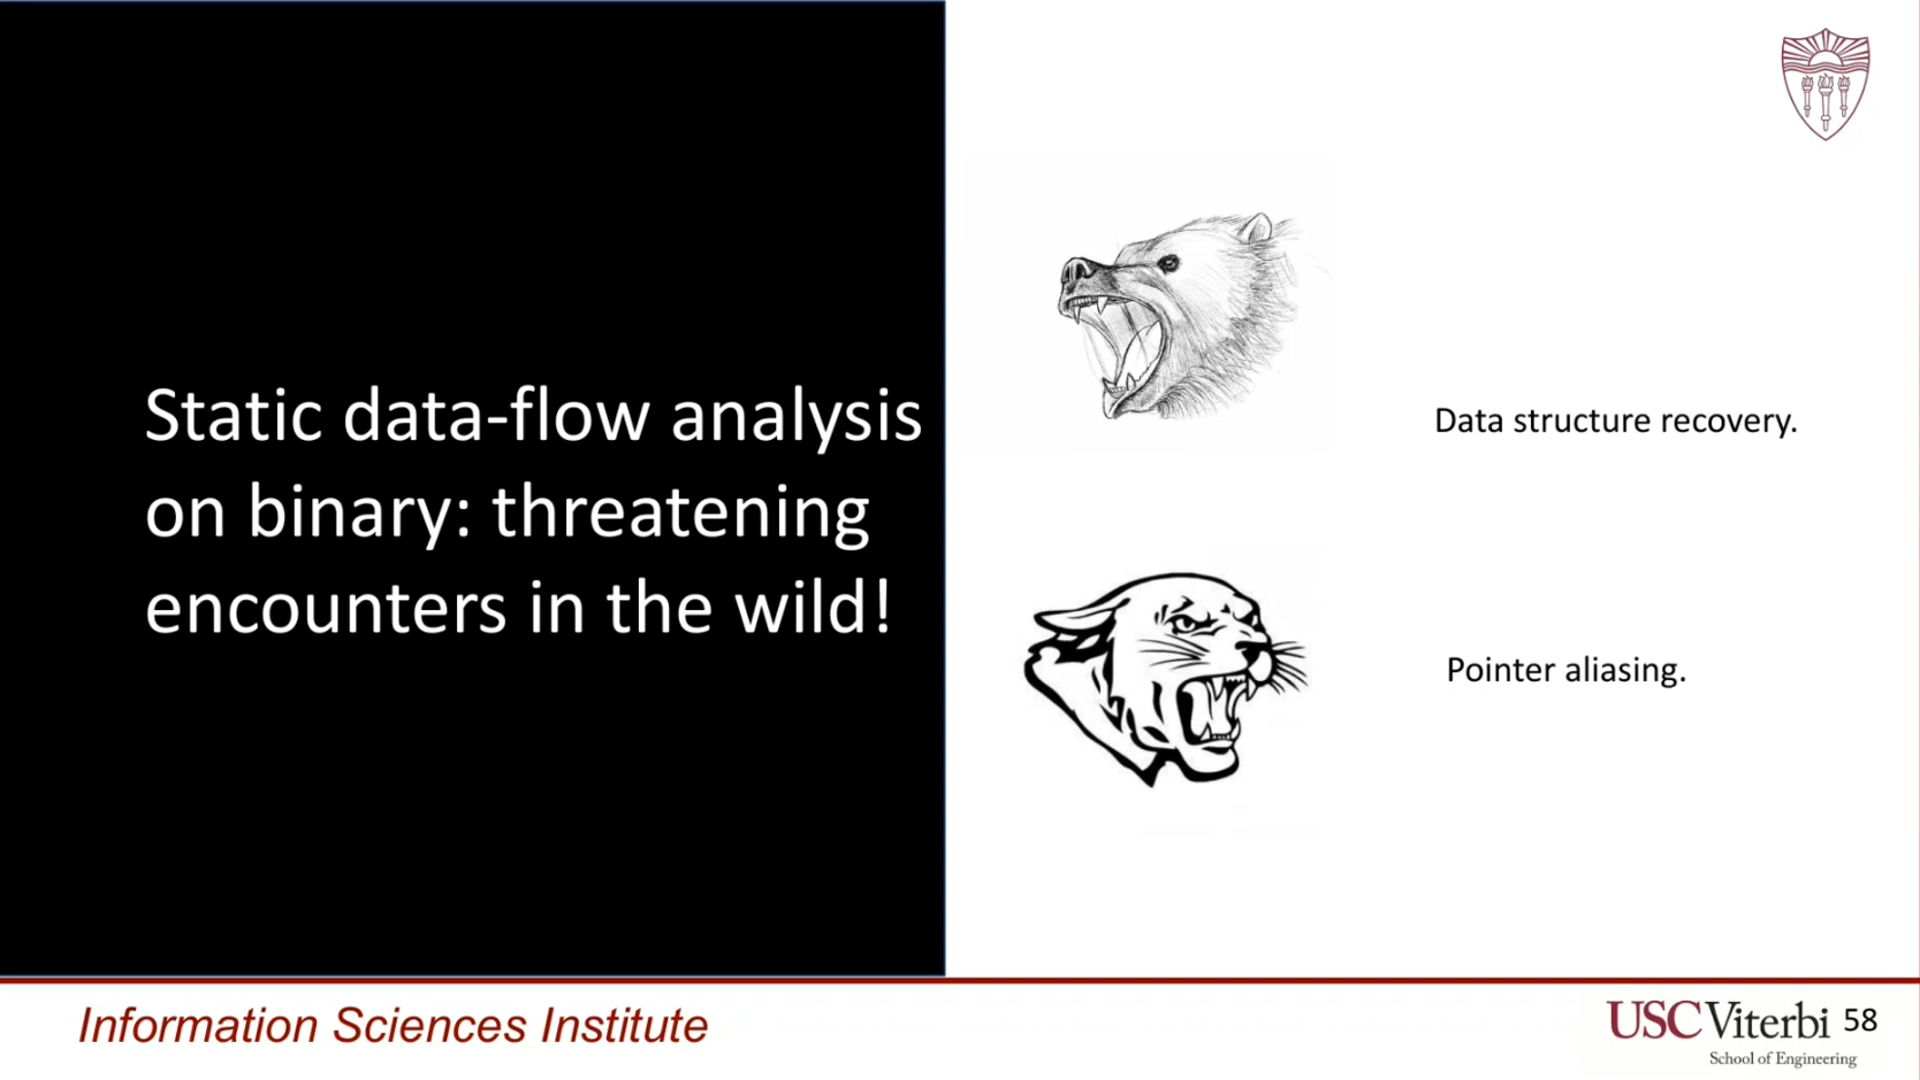 Static data-flow analysis
on binary: threatening
encounters in the wild!
Data structure recovery.
Pointer aliasing.
Information Sciences Institute
USC Viterbi 58
School of Engineering